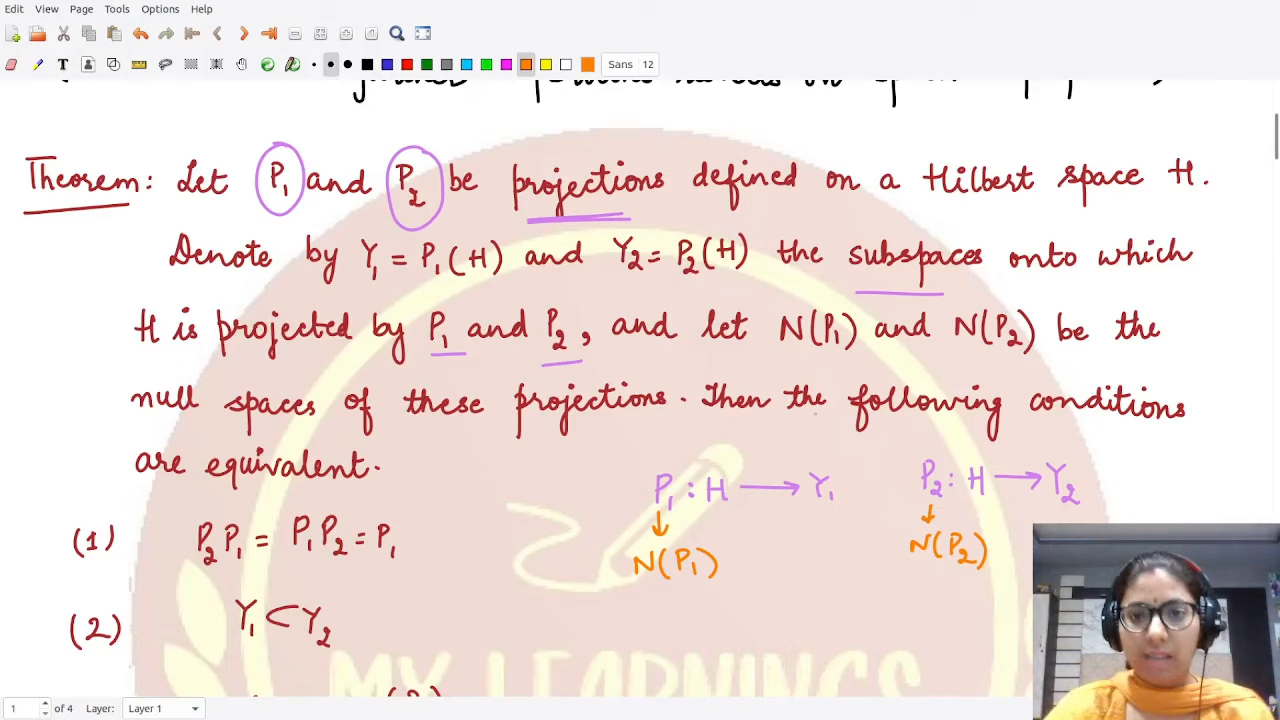 Edit View Page Tools Options Help
T Sans 12
Theorem: Let P₁ and P₂ be projections defined on a Hilbert space H.
Denote by Y₁ = P₁(H) and Y₂ = P₂(H) the subspaces onto which
H is projected by P₁ and P₂, and let N(P₁) and N(P₂) be the
null spaces of these projections. Then the following conditions
are equivalent.
P₁ : H → Y₁ P₂ : H → Y₂
N(P₁) N(P₂)
(1) P₂P₁ = P₁P₂ = P₁
(2) Y₁ ⊂ Y₂
MY LEARNINGS
1 of 4 Layer: Layer 1